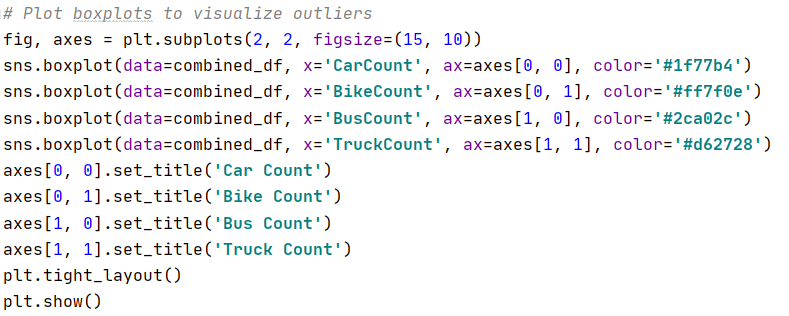 # Plot boxplots to visualize outliers
fig, axes = plt.subplots(2, 2, figsize=(15, 10))
sns.boxplot(data=combined_df, x='CarCount', ax=axes[0, 0], color='#1f77b4')
sns.boxplot(data=combined_df, x='BikeCount', ax=axes[0, 1], color='#ff7f0e')
sns.boxplot(data=combined_df, x='BusCount', ax=axes[1, 0], color='#2ca02c')
sns.boxplot(data=combined_df, x='TruckCount', ax=axes[1, 1], color='#d62728')
axes[0, 0].set_title('Car Count')
axes[0, 1].set_title('Bike Count')
axes[1, 0].set_title('Bus Count')
axes[1, 1].set_title('Truck Count')
plt.tight_layout()
plt.show()